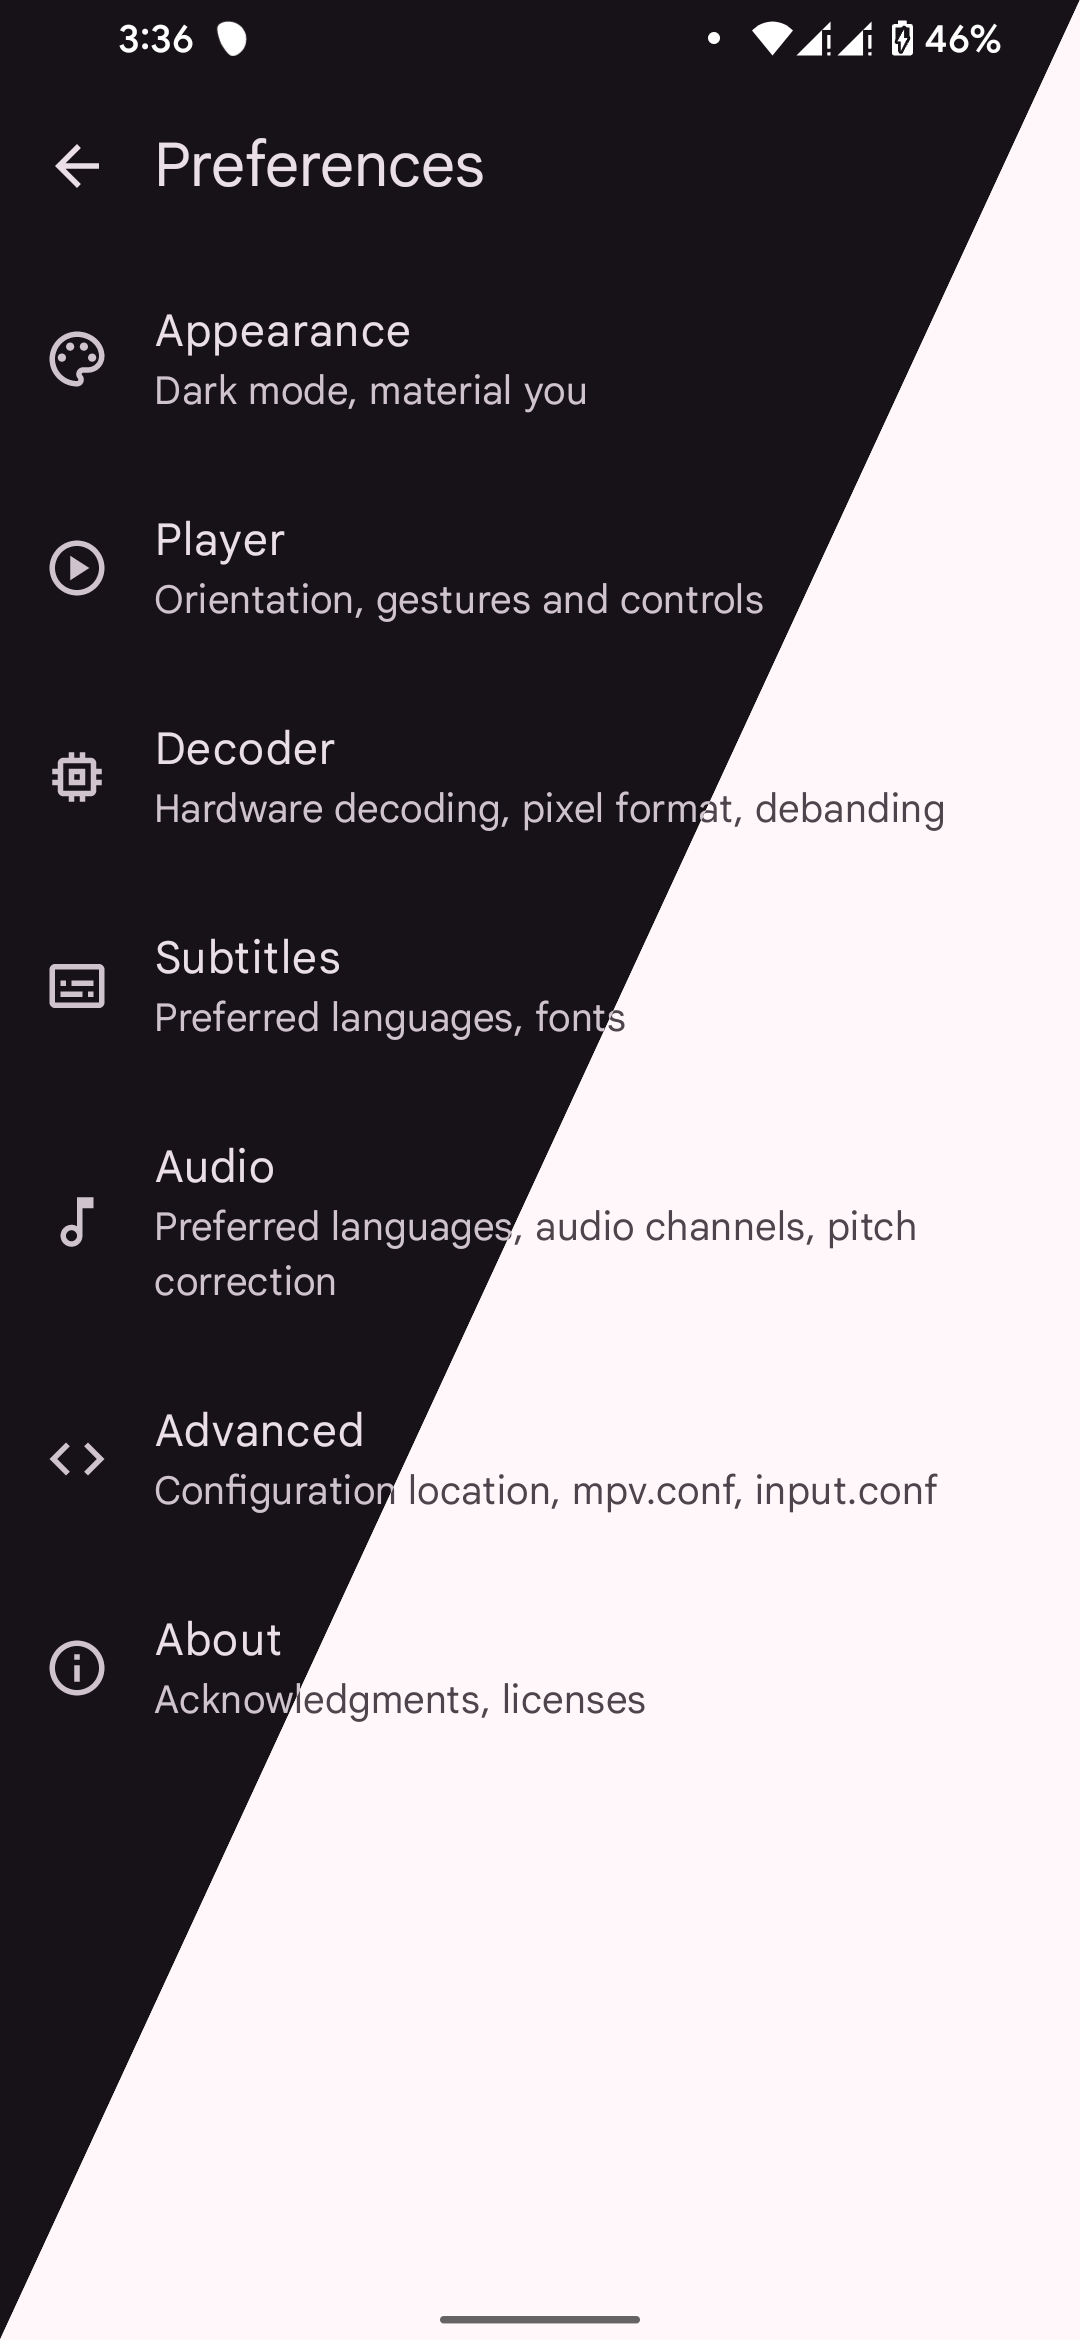 3:36 46%
Preferences
Appearance
Dark mode, material you
Player
Orientation, gestures and controls
Decoder
Hardware decoding, pixel format, debanding
Subtitles
Preferred languages, fonts
Audio
Preferred languages, audio channels, pitch
correction
Advanced
Configuration location, mpv.conf, input.conf
About
Acknowledgments, licenses